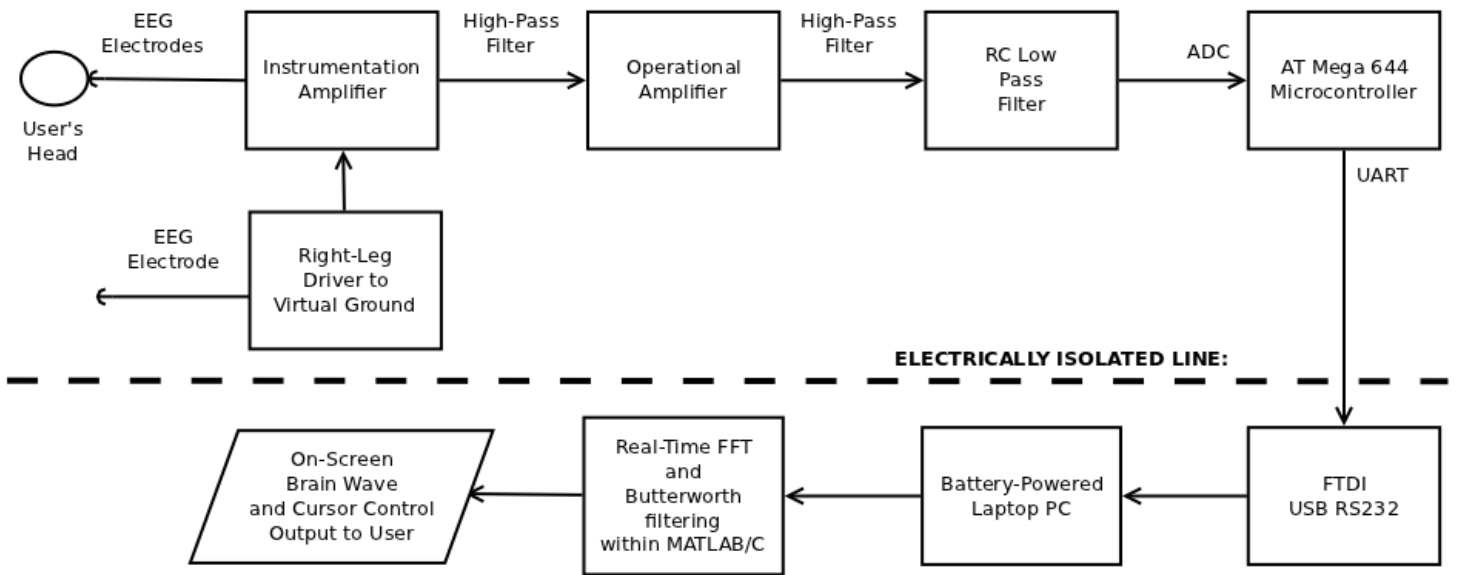 EEG
Electrodes
User's
Head
Instrumentation
Amplifier
High-Pass
Filter
Operational
Amplifier
High-Pass
Filter
RC Low
Pass
Filter
ADC
AT Mega 644
Microcontroller
UART
EEG
Electrode
Right-Leg
Driver to
Virtual Ground
ELECTRICALLY ISOLATED LINE:
On-Screen
Brain Wave
and Cursor Control
Output to User
Real-Time FFT
and
Butterworth
filtering
within MATLAB/C
Battery-Powered
Laptop PC
FTDI
USB RS232